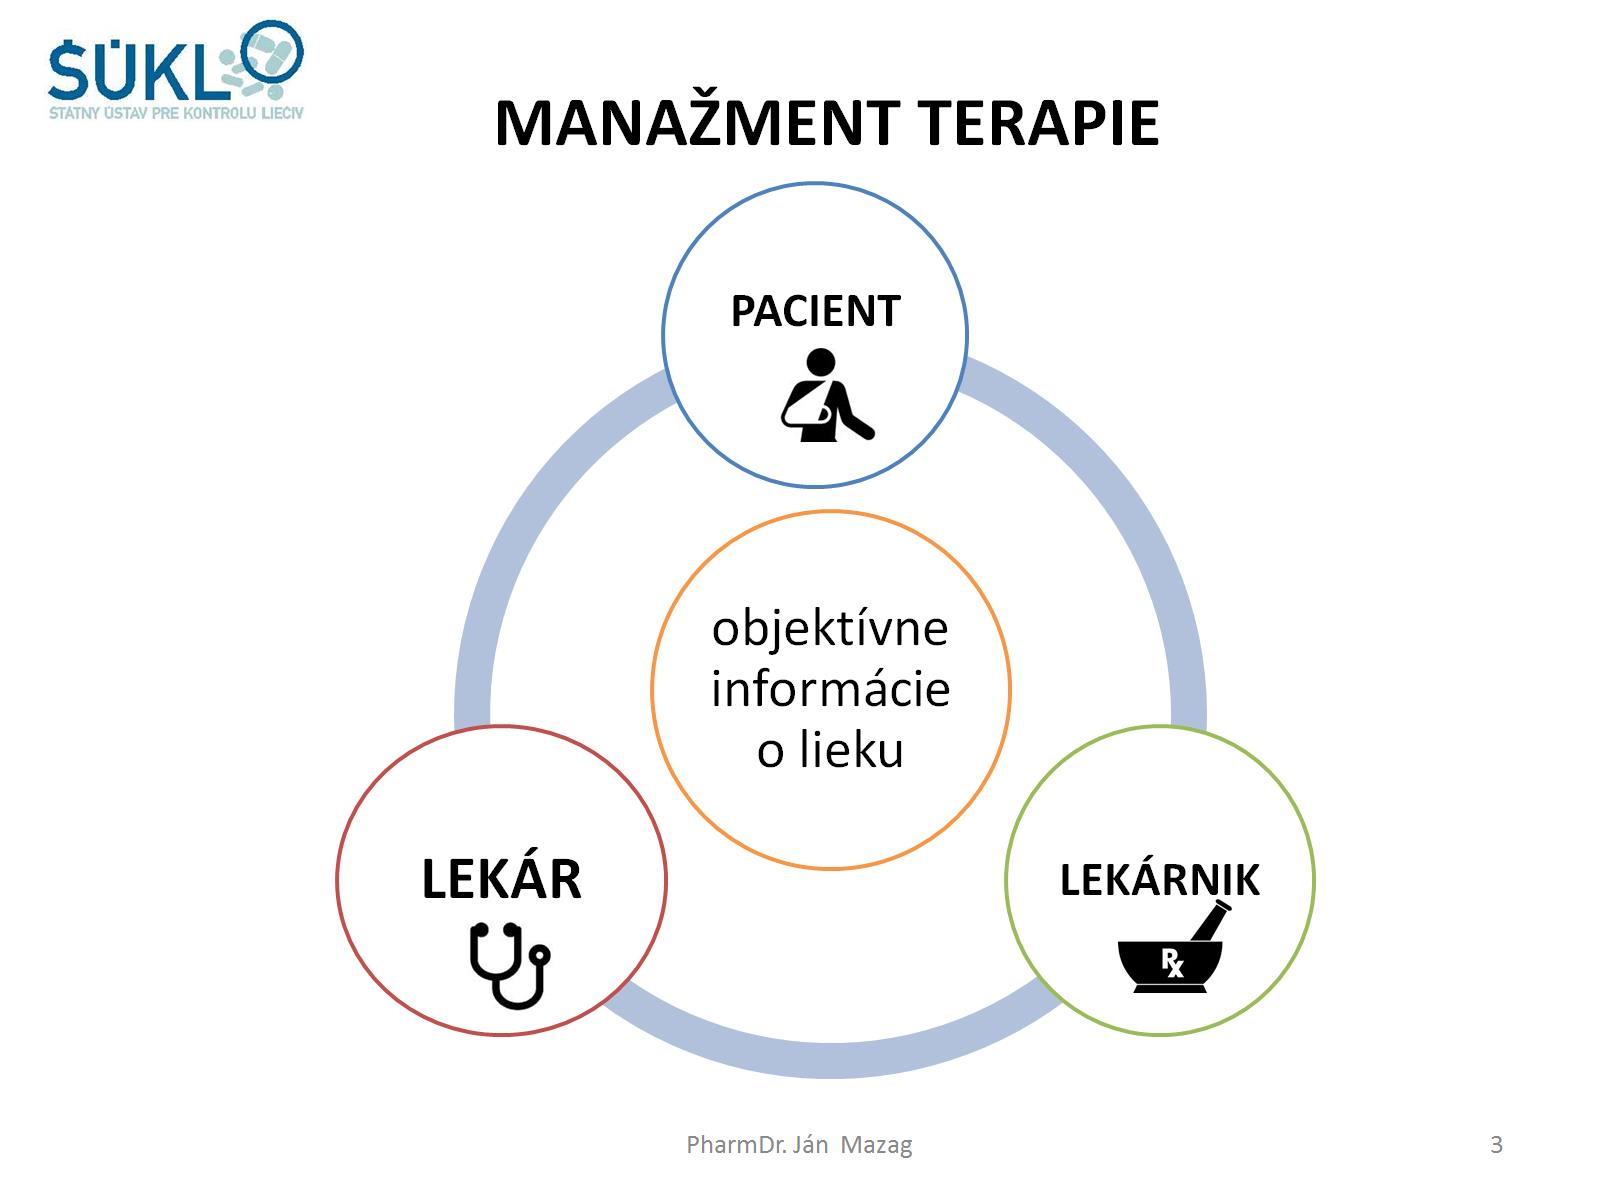 ŠÚKL
ŠTÁTNY ÚSTAV PRE KONTROLU LIEČIV
MANAŽMENT TERAPIE
PACIENT
objektívne
informácie
o lieku
LEKÁR
LEKÁRNIK
Rx
PharmDr. Ján Mazag
3